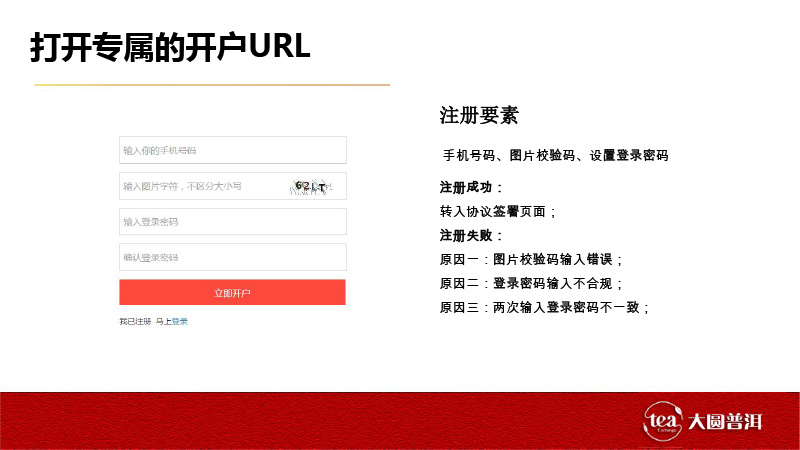 打开专属的开户URL
输入你的手机号码
输入图片字符，不区分大小写
输入登录密码
确认登录密码
立即开户
我已注册 马上登录
注册要素
手机号码、图片校验码、设置登录密码
注册成功：
转入协议签署页面；
注册失败：
原因一：图片校验码输入错误；
原因二：登录密码输入不合规；
原因三：两次输入登录密码不一致；
tea
Exchange
大圆普洱